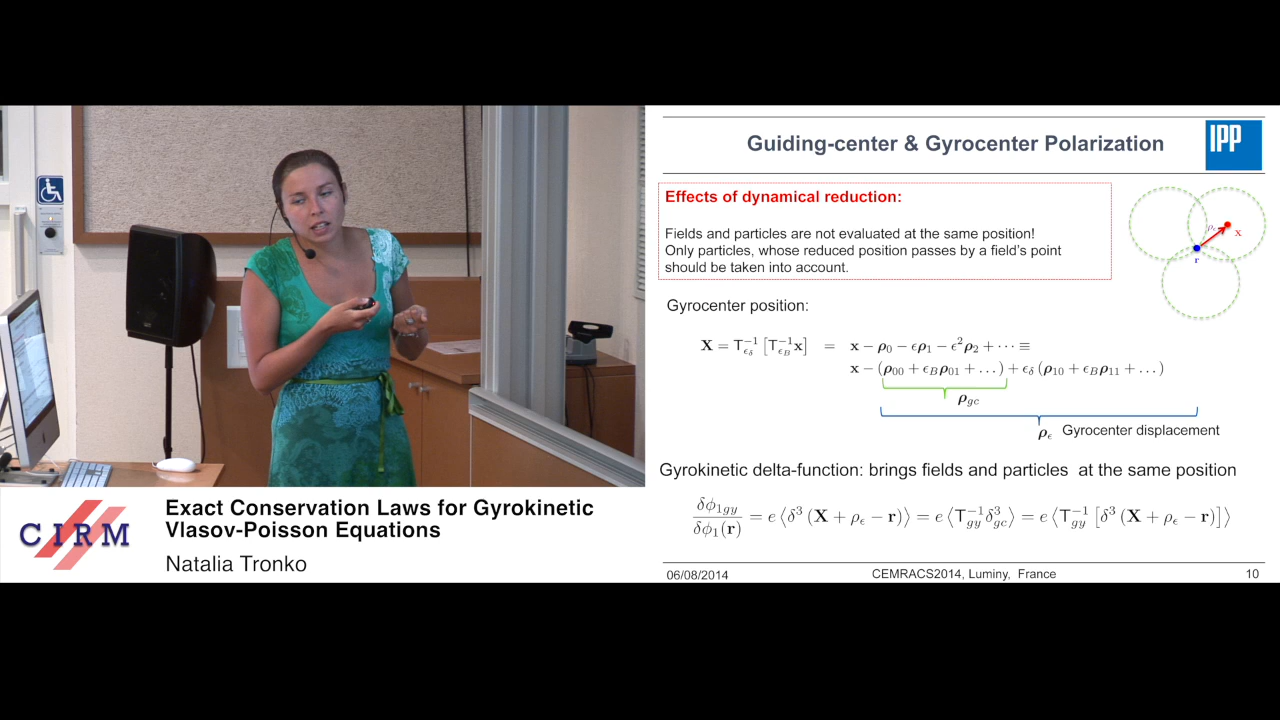 Guiding-center & Gyrocenter Polarization
IPP
Effects of dynamical reduction:
Fields and particles are not evaluated at the same position!
Only particles, whose reduced position passes by a field's point
should be taken into account.
ρ_ϵ
x
r
Gyrocenter position:
X = T⁻¹_{ϵ_δ} [T⁻¹_{ϵ_B} x] = x − ρ₀ − ϵρ₁ − ϵ²ρ₂ + ⋯ ≡
x − (ρ₀₀ + ϵ_B ρ₀₁ + …) + ϵ_δ (ρ₁₀ + ϵ_B ρ₁₁ + …)
ρ_gc
ρ_ϵ Gyrocenter displacement
Gyrokinetic delta-function: brings fields and particles at the same position
δϕ_{1gy}/δϕ₁(r) = e ⟨δ³ (X + ρ_ϵ − r)⟩ = e ⟨T⁻¹_{gy} δ³_{gc}⟩ = e ⟨T⁻¹_{gy} [δ³ (X + ρ_ϵ − r)]⟩
06/08/2014
CEMRACS2014, Luminy, France
10
CIRM
Exact Conservation Laws for Gyrokinetic
Vlasov-Poisson Equations
Natalia Tronko